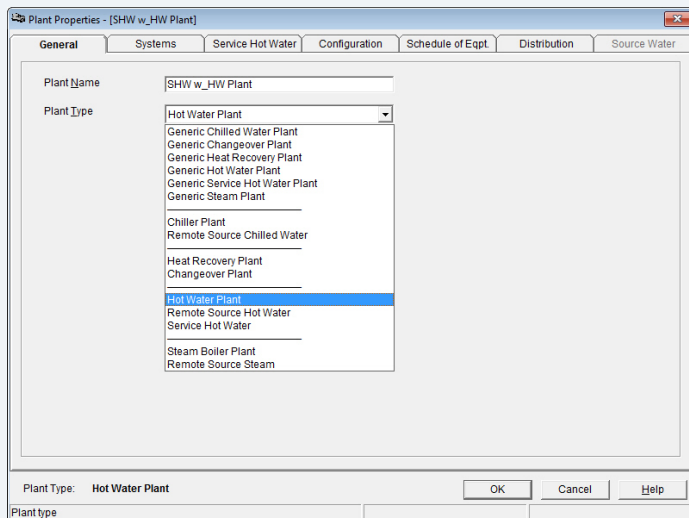 Plant Properties - [SHW w_HW Plant]
General Systems Service Hot Water Configuration Schedule of Eqpt. Distribution Source Water
Plant Name SHW w_HW Plant
Plant Type Hot Water Plant
Generic Chilled Water Plant
Generic Changeover Plant
Generic Heat Recovery Plant
Generic Hot Water Plant
Generic Service Hot Water Plant
Generic Steam Plant
Chiller Plant
Remote Source Chilled Water
Heat Recovery Plant
Changeover Plant
Hot Water Plant
Remote Source Hot Water
Service Hot Water
Steam Boiler Plant
Remote Source Steam
Plant Type: Hot Water Plant OK Cancel Help
Plant type